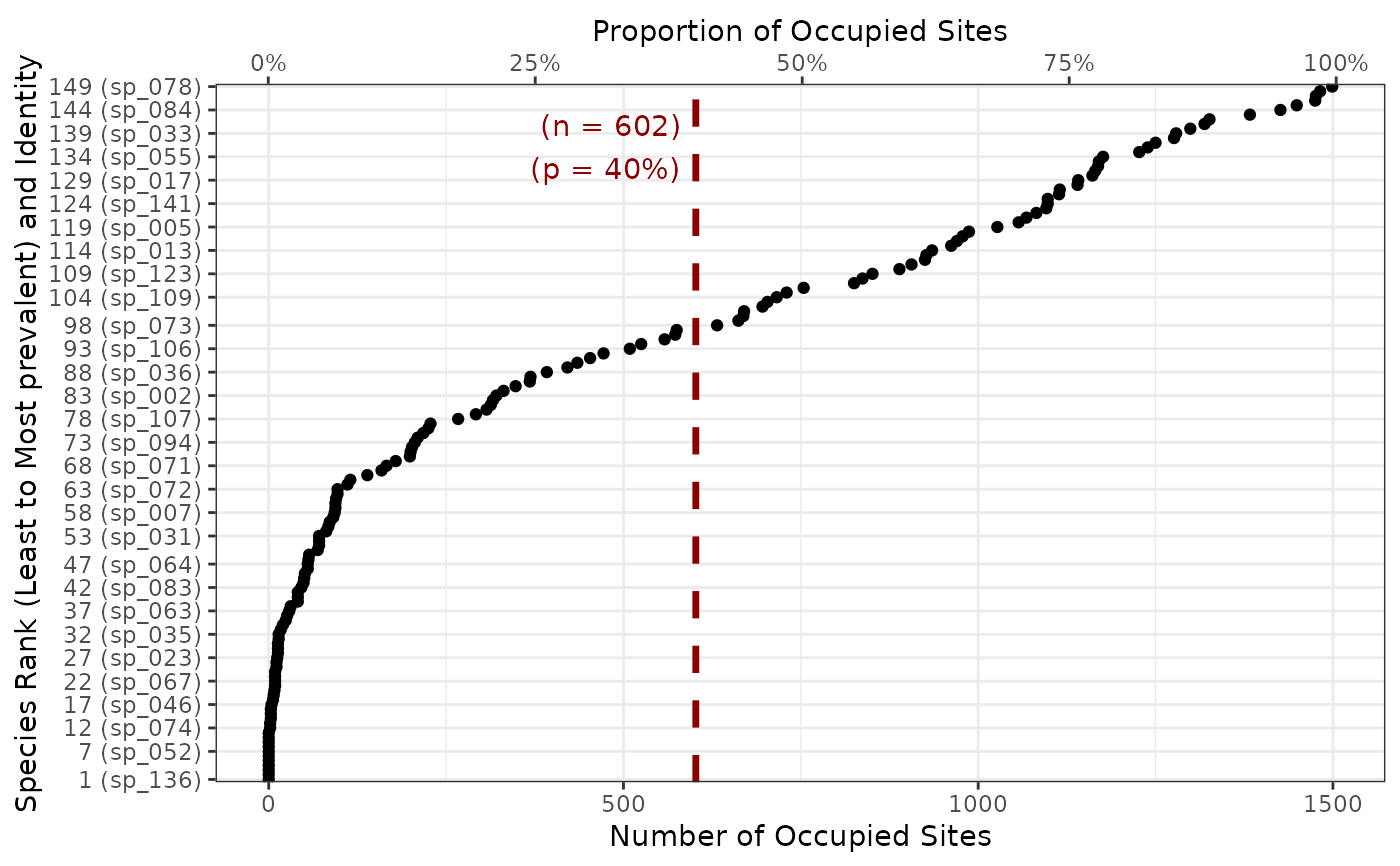 Proportion of Occupied Sites
0% 25% 50% 75% 100%
Species Rank (Least to Most prevalent) and Identity
149 (sp_078)
144 (sp_084)
139 (sp_033)
134 (sp_055)
129 (sp_017)
124 (sp_141)
119 (sp_005)
114 (sp_013)
109 (sp_123)
104 (sp_109)
98 (sp_073)
93 (sp_106)
88 (sp_036)
83 (sp_002)
78 (sp_107)
73 (sp_094)
68 (sp_071)
63 (sp_072)
58 (sp_007)
53 (sp_031)
47 (sp_064)
42 (sp_083)
37 (sp_063)
32 (sp_035)
27 (sp_023)
22 (sp_067)
17 (sp_046)
12 (sp_074)
7 (sp_052)
1 (sp_136)
(n = 602)
(p = 40%)
0 500 1000 1500
Number of Occupied Sites